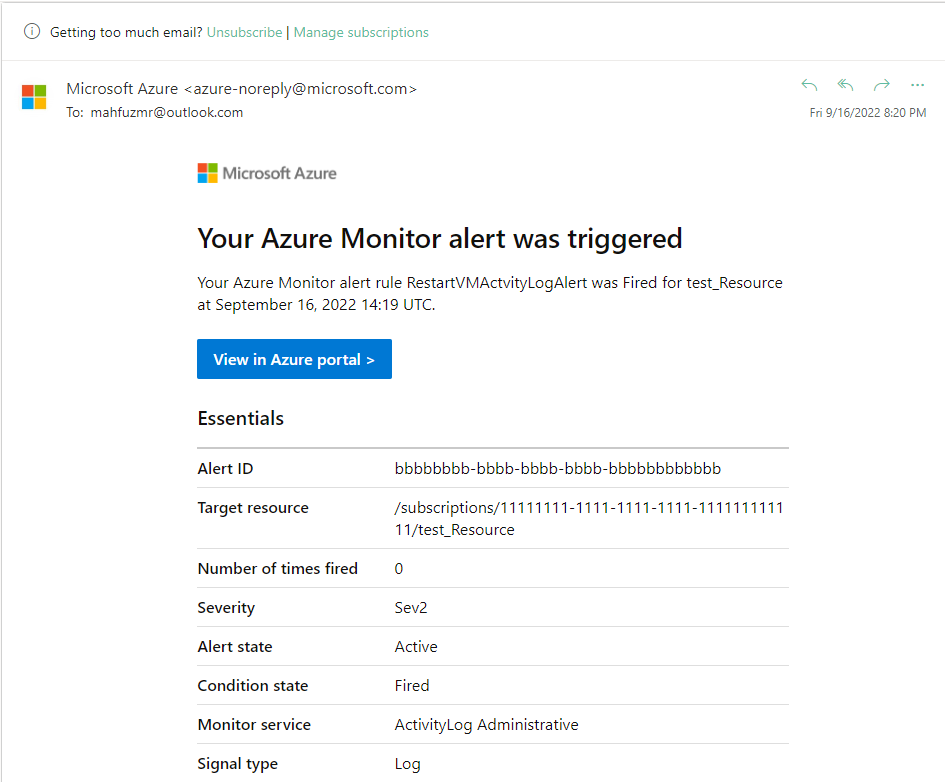 Getting too much email? Unsubscribe | Manage subscriptions
Microsoft Azure <azure-noreply@microsoft.com>
To: mahfuzmr@outlook.com
Fri 9/16/2022 8:20 PM
Microsoft Azure
Your Azure Monitor alert was triggered
Your Azure Monitor alert rule RestartVMActvityLogAlert was Fired for test_Resource
at September 16, 2022 14:19 UTC.
View in Azure portal >
Essentials
Alert ID bbbbbbbb-bbbb-bbbb-bbbb-bbbbbbbbbbbb
Target resource /subscriptions/11111111-1111-1111-1111-1111111111
11/test_Resource
Number of times fired 0
Severity Sev2
Alert state Active
Condition state Fired
Monitor service ActivityLog Administrative
Signal type Log